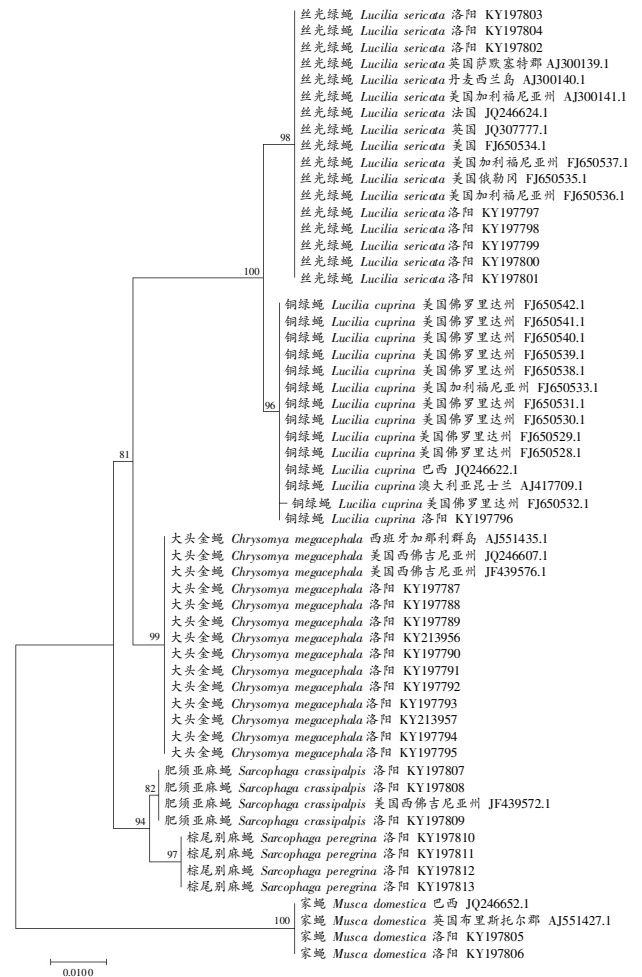 丝光绿蝇 Lucilia sericata 洛阳 KY197803
丝光绿蝇 Lucilia sericata 洛阳 KY197804
丝光绿蝇 Lucilia sericata 洛阳 KY197802
丝光绿蝇 Lucilia sericata 英国萨默塞特郡 AJ300139.1
丝光绿蝇 Lucilia sericata 丹麦西兰岛 AJ300140.1
丝光绿蝇 Lucilia sericata 美国加利福尼亚州 AJ300141.1
丝光绿蝇 Lucilia sericata 法国 JQ246624.1
丝光绿蝇 Lucilia sericata 英国 JQ307777.1
98
丝光绿蝇 Lucilia sericata 美国 FJ650534.1
丝光绿蝇 Lucilia sericata 美国加利福尼亚州 FJ650537.1
丝光绿蝇 Lucilia sericata 美国俄勒冈 FJ650535.1
丝光绿蝇 Lucilia sericata 美国加利福尼亚州 FJ650536.1
丝光绿蝇 Lucilia sericata 洛阳 KY197797
丝光绿蝇 Lucilia sericata 洛阳 KY197798
丝光绿蝇 Lucilia sericata 洛阳 KY197799
丝光绿蝇 Lucilia sericata 洛阳 KY197800
100
丝光绿蝇 Lucilia sericata 洛阳 KY197801
铜绿蝇 Lucilia cuprina 美国佛罗里达州 FJ650542.1
铜绿蝇 Lucilia cuprina 美国佛罗里达州 FJ650541.1
铜绿蝇 Lucilia cuprina 美国佛罗里达州 FJ650540.1
铜绿蝇 Lucilia cuprina 美国佛罗里达州 FJ650539.1
铜绿蝇 Lucilia cuprina 美国佛罗里达州 FJ650538.1
铜绿蝇 Lucilia cuprina 美国加利福尼亚州 FJ650533.1
96
铜绿蝇 Lucilia cuprina 美国佛罗里达州 FJ650531.1
铜绿蝇 Lucilia cuprina 美国佛罗里达州 FJ650530.1
铜绿蝇 Lucilia cuprina 美国佛罗里达州 FJ650529.1
81
铜绿蝇 Lucilia cuprina 美国佛罗里达州 FJ650528.1
铜绿蝇 Lucilia cuprina 巴西 JQ246622.1
铜绿蝇 Lucilia cuprina 澳大利亚昆士兰 AJ417709.1
铜绿蝇 Lucilia cuprina 美国佛罗里达州 FJ650532.1
铜绿蝇 Lucilia cuprina 洛阳 KY197796
大头金蝇 Chrysomya megacephala 西班牙加那利群岛 AJ551435.1
大头金蝇 Chrysomya megacephala 美国西佛吉尼亚州 JQ246607.1
大头金蝇 Chrysomya megacephala 美国西佛吉尼亚州 JF439576.1
大头金蝇 Chrysomya megacephala 洛阳 KY197787
大头金蝇 Chrysomya megacephala 洛阳 KY197788
大头金蝇 Chrysomya megacephala 洛阳 KY197789
99
大头金蝇 Chrysomya megacephala 洛阳 KY213956
大头金蝇 Chrysomya megacephala 洛阳 KY197790
大头金蝇 Chrysomya megacephala 洛阳 KY197791
大头金蝇 Chrysomya megacephala 洛阳 KY197792
大头金蝇 Chrysomya megacephala 洛阳 KY197793
大头金蝇 Chrysomya megacephala 洛阳 KY213957
大头金蝇 Chrysomya megacephala 洛阳 KY197794
大头金蝇 Chrysomya megacephala 洛阳 KY197795
肥须亚麻蝇 Sarcophaga crassipalpis 洛阳 KY197807
82
肥须亚麻蝇 Sarcophaga crassipalpis 洛阳 KY197808
肥须亚麻蝇 Sarcophaga crassipalpis 美国西佛吉尼亚州 JF439572.1
94
肥须亚麻蝇 Sarcophaga crassipalpis 洛阳 KY197809
棕尾别麻蝇 Sarcophaga peregrina 洛阳 KY197810
97
棕尾别麻蝇 Sarcophaga peregrina 洛阳 KY197811
棕尾别麻蝇 Sarcophaga peregrina 洛阳 KY197812
棕尾别麻蝇 Sarcophaga peregrina 洛阳 KY197813
家蝇 Musca domestica 巴西 JQ246652.1
100
家蝇 Musca domestica 英国布里斯托尔郡 AJ551427.1
家蝇 Musca domestica 洛阳 KY197805
家蝇 Musca domestica 洛阳 KY197806
0.0100